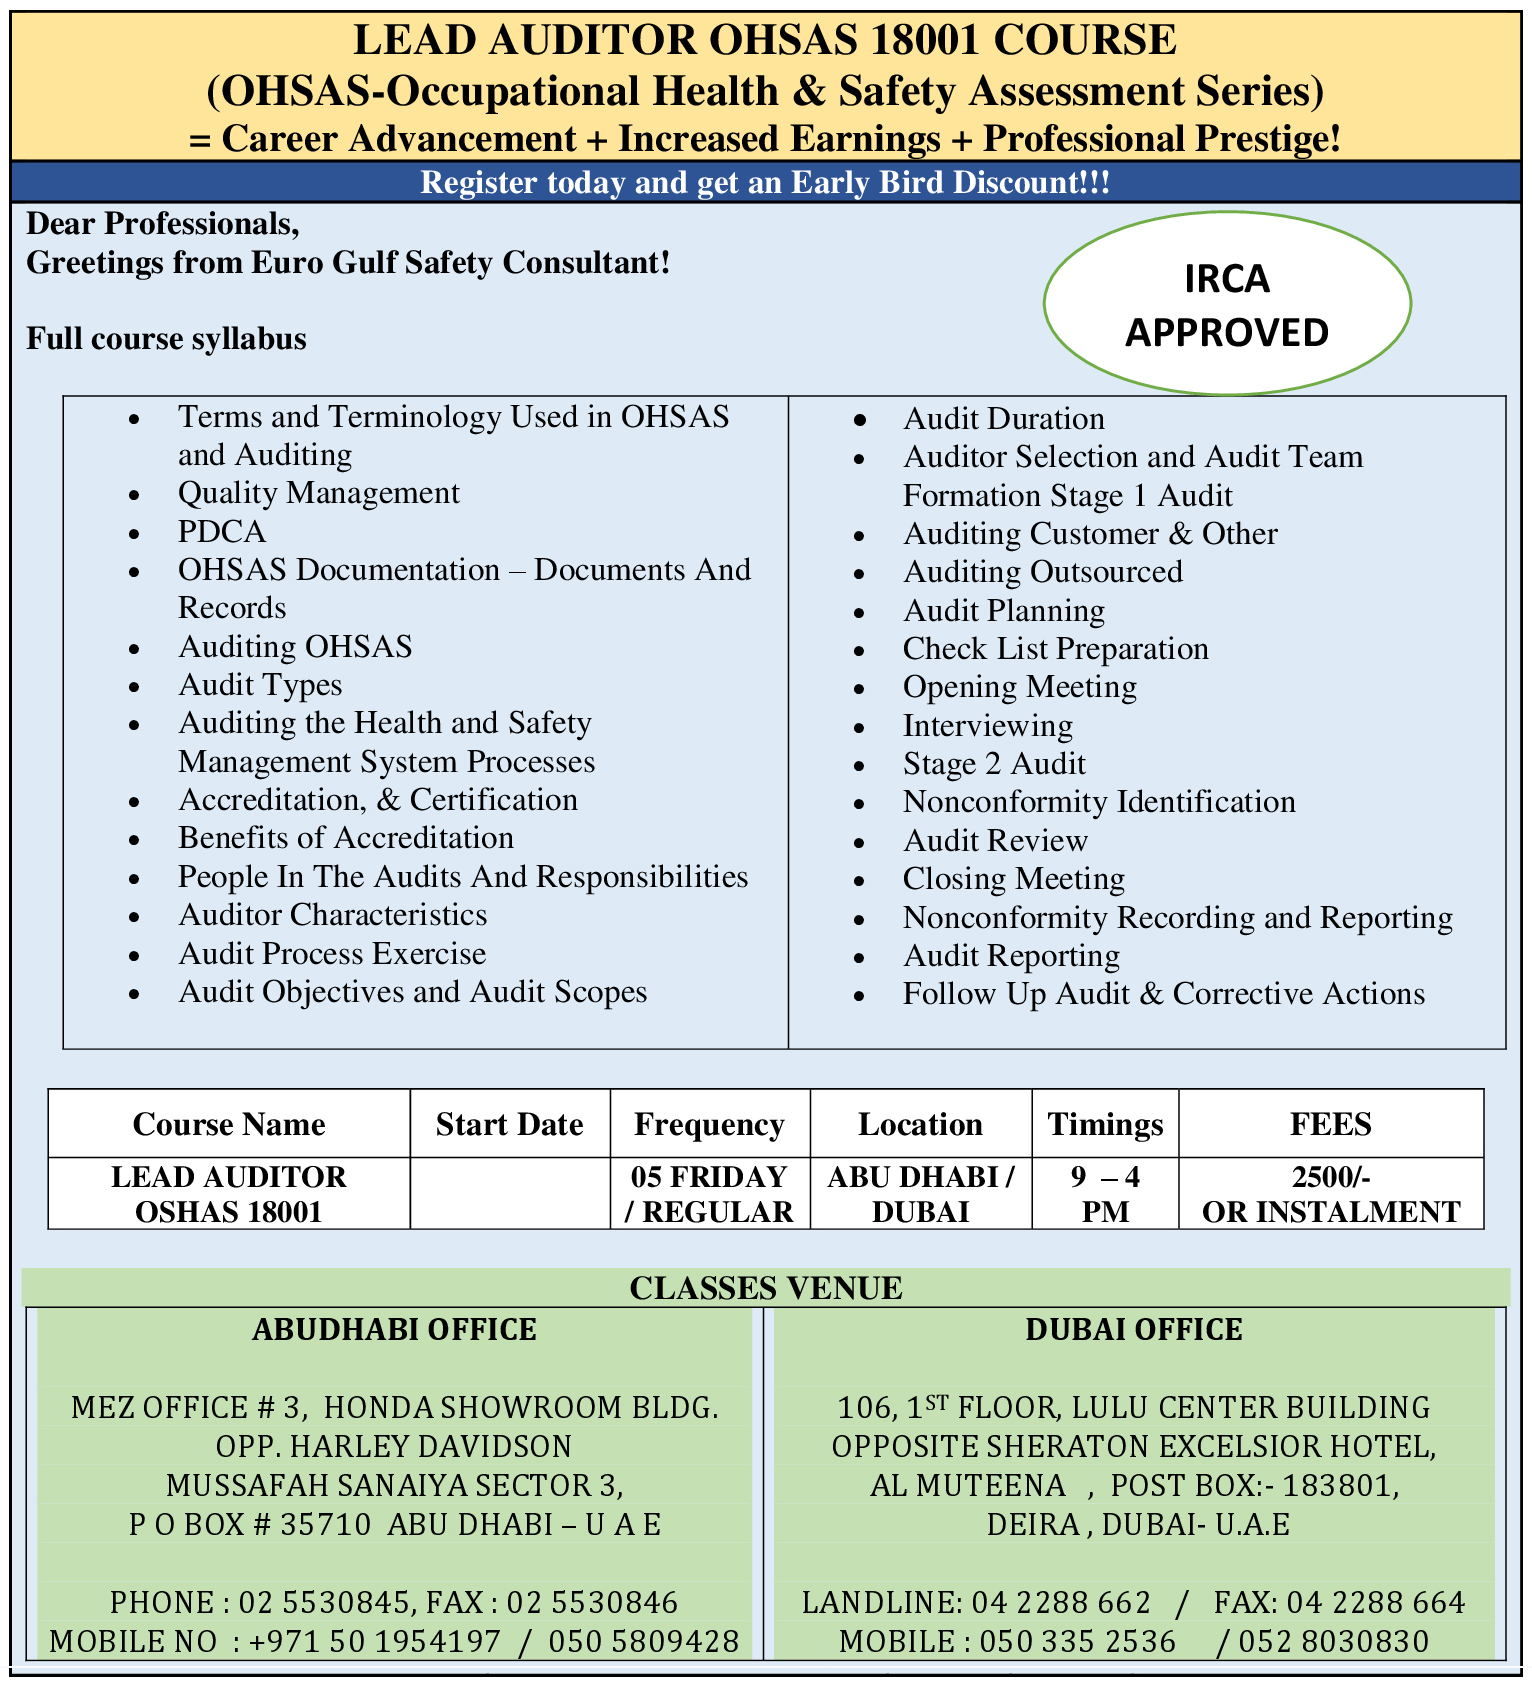 LEAD AUDITOR OHSAS 18001 COURSE
(OHSAS-Occupational Health & Safety Assessment Series)
= Career Advancement + Increased Earnings + Professional Prestige!
Register today and get an Early Bird Discount!!!
Dear Professionals,
Greetings from Euro Gulf Safety Consultant!
IRCA
APPROVED
Full course syllabus
• Terms and Terminology Used in OHSAS
and Auditing
• Quality Management
• PDCA
• OHSAS Documentation – Documents And
Records
• Auditing OHSAS
• Audit Types
• Auditing the Health and Safety
Management System Processes
• Accreditation, & Certification
• Benefits of Accreditation
• People In The Audits And Responsibilities
• Auditor Characteristics
• Audit Process Exercise
• Audit Objectives and Audit Scopes
• Audit Duration
• Auditor Selection and Audit Team
Formation Stage 1 Audit
• Auditing Customer & Other
• Auditing Outsourced
• Audit Planning
• Check List Preparation
• Opening Meeting
• Interviewing
• Stage 2 Audit
• Nonconformity Identification
• Audit Review
• Closing Meeting
• Nonconformity Recording and Reporting
• Audit Reporting
• Follow Up Audit & Corrective Actions
Course Name Start Date Frequency Location Timings FEES
LEAD AUDITOR 05 FRIDAY ABU DHABI / 9 – 4 2500/-
OSHAS 18001 / REGULAR DUBAI PM OR INSTALMENT
CLASSES VENUE
ABUDHABI OFFICE
MEZ OFFICE # 3, HONDA SHOWROOM BLDG.
OPP. HARLEY DAVIDSON
MUSSAFAH SANAIYA SECTOR 3,
P O BOX # 35710 ABU DHABI – U A E
PHONE : 02 5530845, FAX : 02 5530846
MOBILE NO : +971 50 1954197 / 050 5809428
DUBAI OFFICE
106, 1ST FLOOR, LULU CENTER BUILDING
OPPOSITE SHERATON EXCELSIOR HOTEL,
AL MUTEENA , POST BOX:- 183801,
DEIRA , DUBAI- U.A.E
LANDLINE: 04 2288 662 / FAX: 04 2288 664
MOBILE : 050 335 2536 / 052 8030830